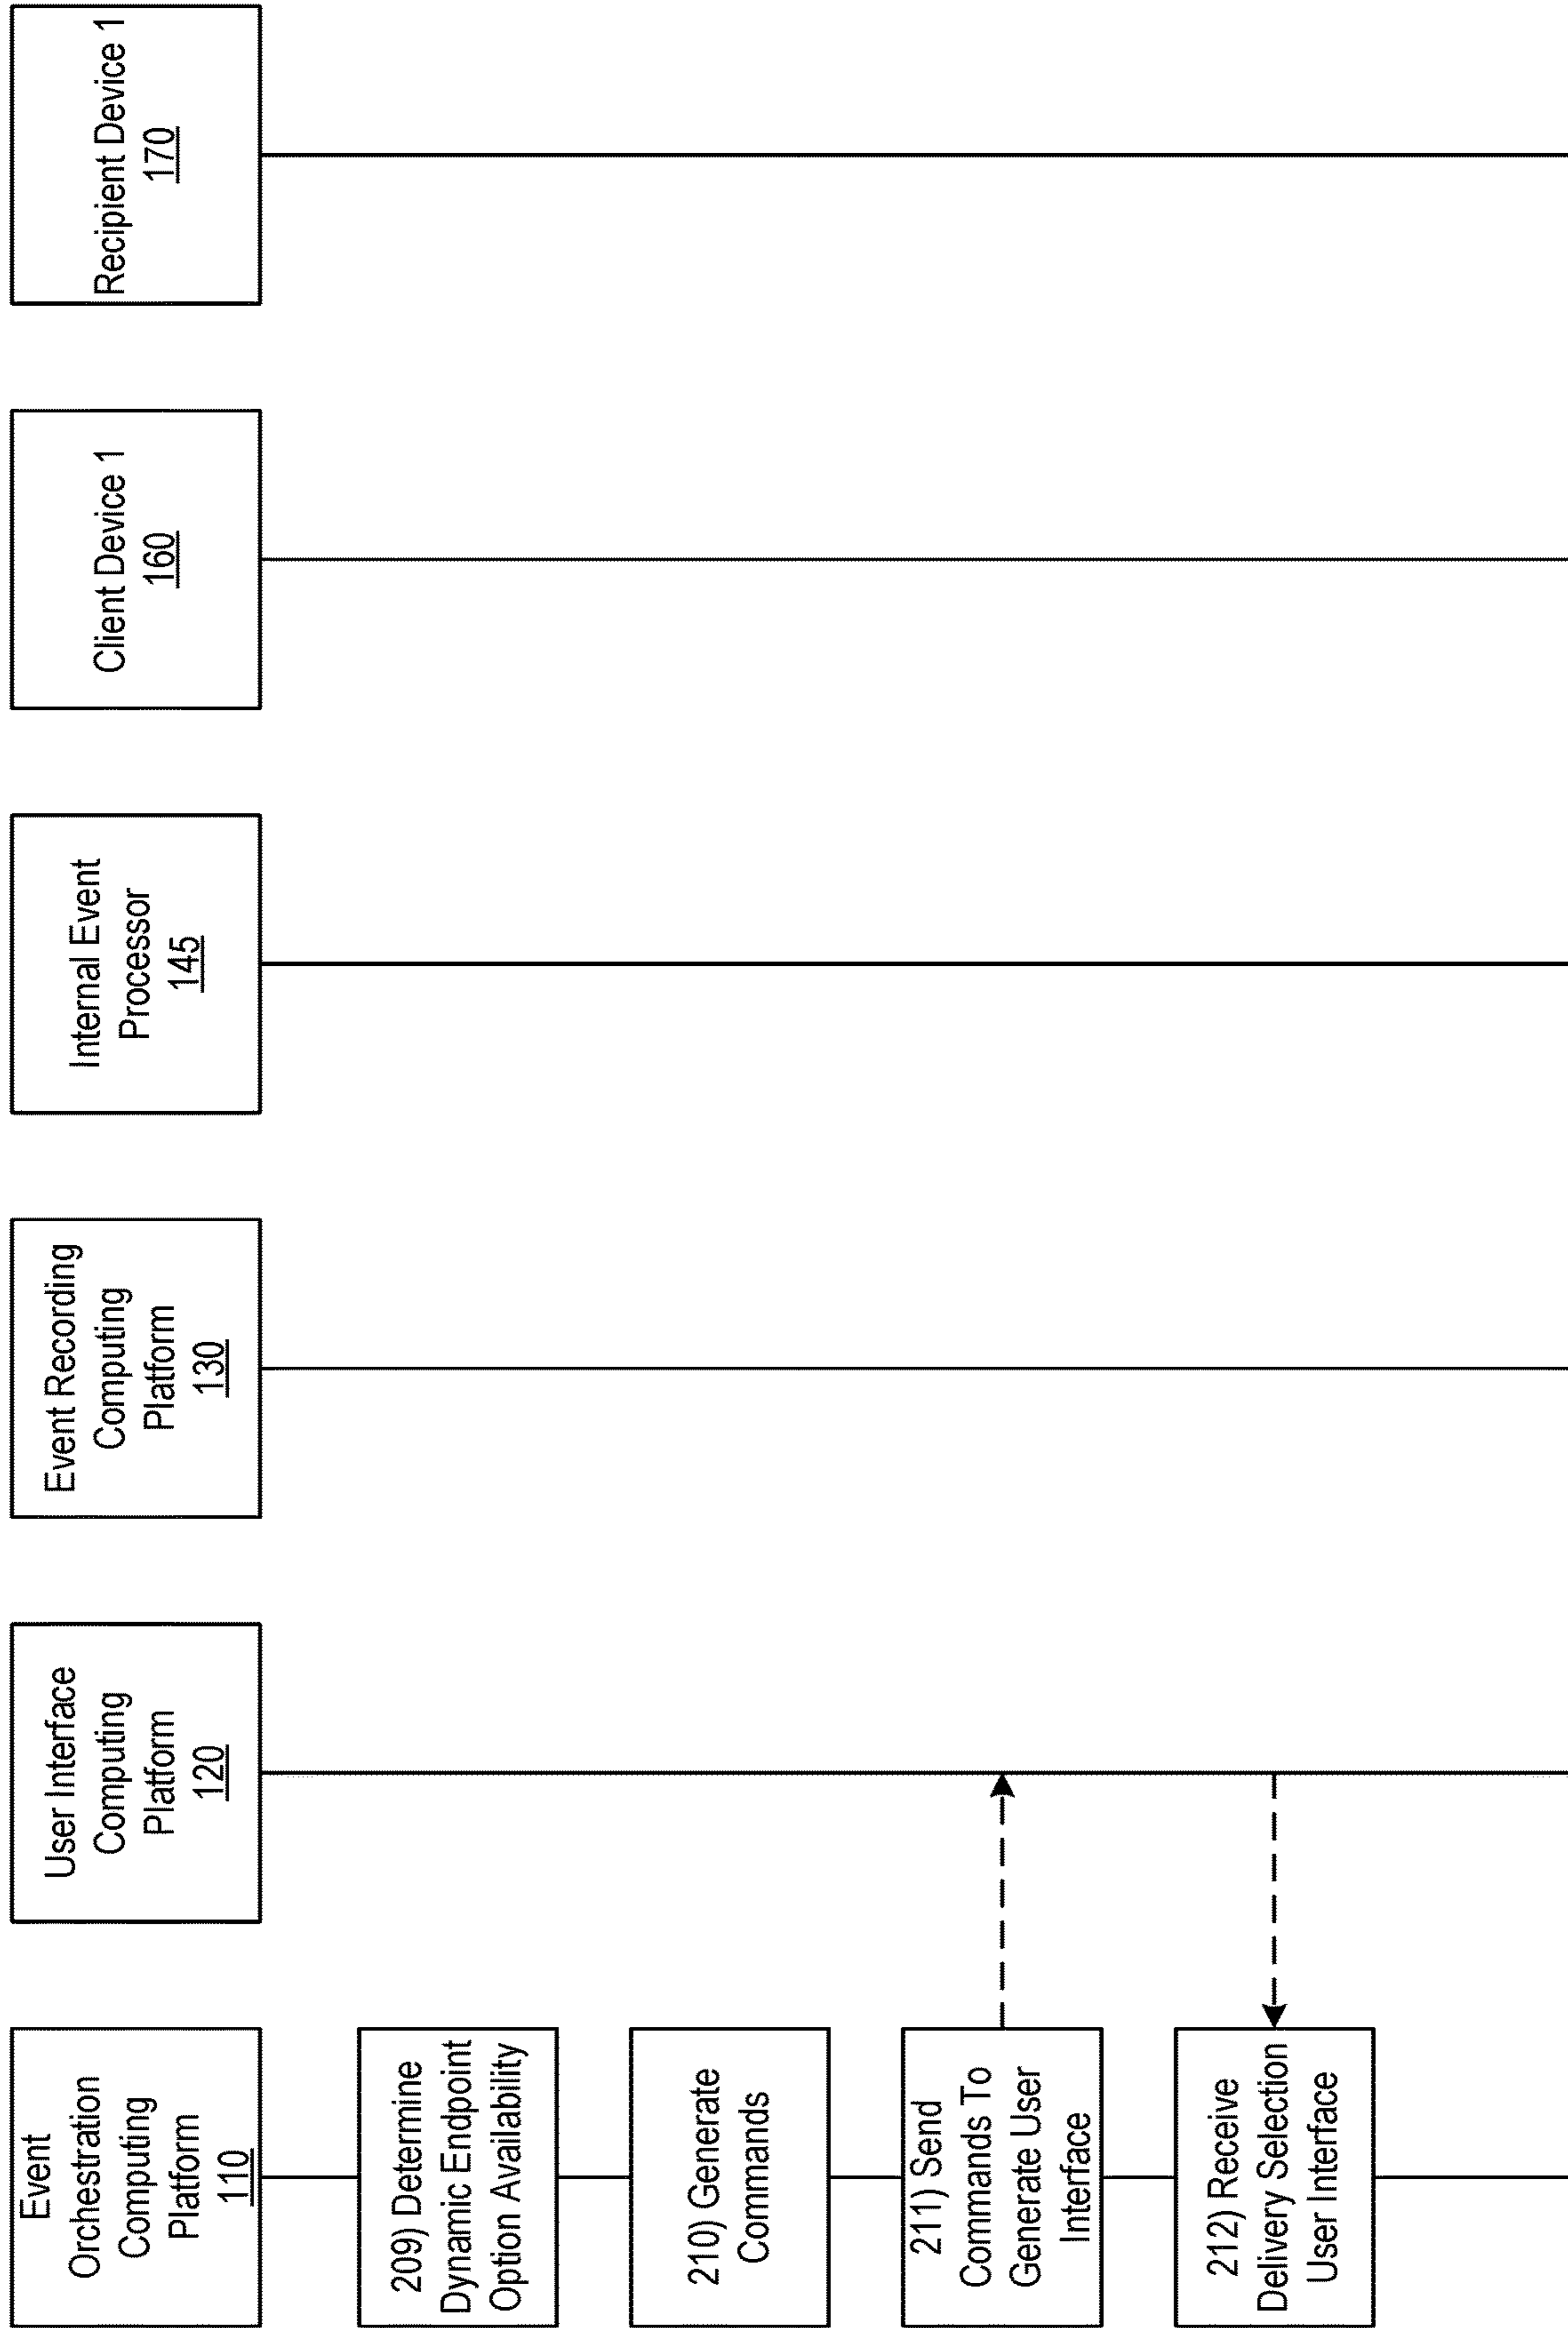 Event
Orchestration
Computing
Platform
110
User Interface
Computing
Platform
120
Event Recording
Computing
Platform
130
Internal Event
Processor
145
Client Device 1
160
Recipient Device 1
170
209) Determine
Dynamic Endpoint
Option Availability
210) Generate
Commands
211) Send
Commands To
Generate User
Interface
212) Receive
Delivery Selection
User Interface